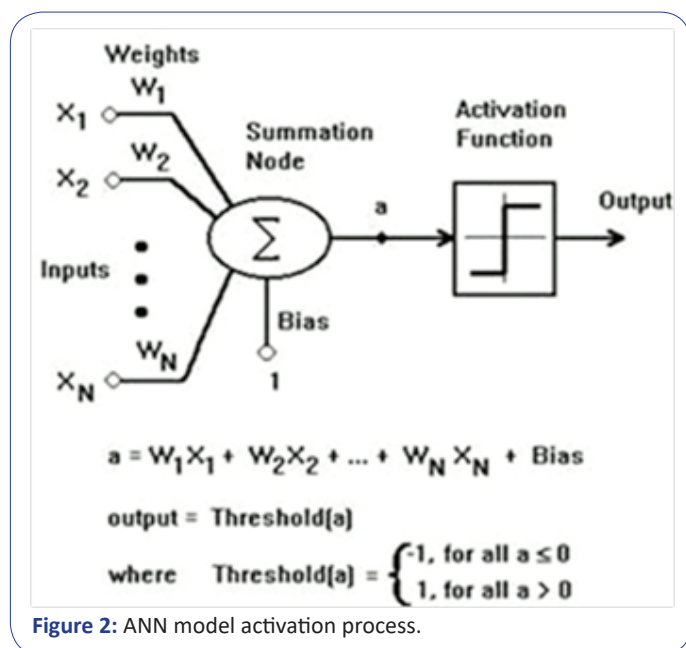 Weights
X1 W1
X2 W2
Summation
Node
Activation
Function
Σ
a
Output
Inputs
Bias
1
XN WN
a = W1X1 + W2X2 + ... + WN XN + Bias
output = Threshold(a)
where Threshold(a) = { -1, for all a ≤ 0
1, for all a > 0
Figure 2: ANN model activation process.